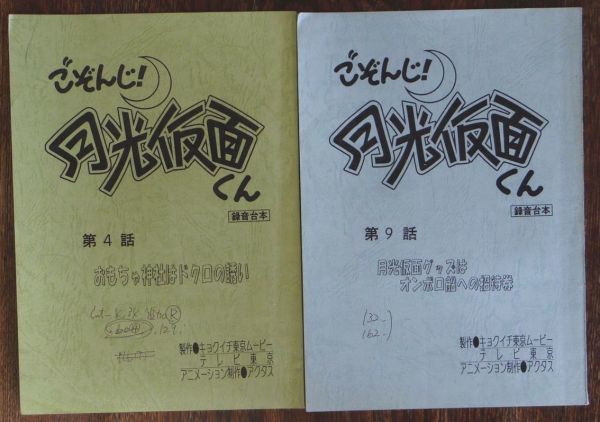 ごぞんじ!
月光仮面
くん
録音台本
第4話
おもちゃ神社はドクロの誘い
製作●キョクイチ東京ムービー
テレビ東京
アニメーション制作●アクタス
ごぞんじ!
月光仮面
くん
録音台本
第9話
月光仮面グッズは
オンボロ船への招待券
132-
162-
製作●キョクイチ東京ムービー
テレビ東京
アニメーション制作●アクタス